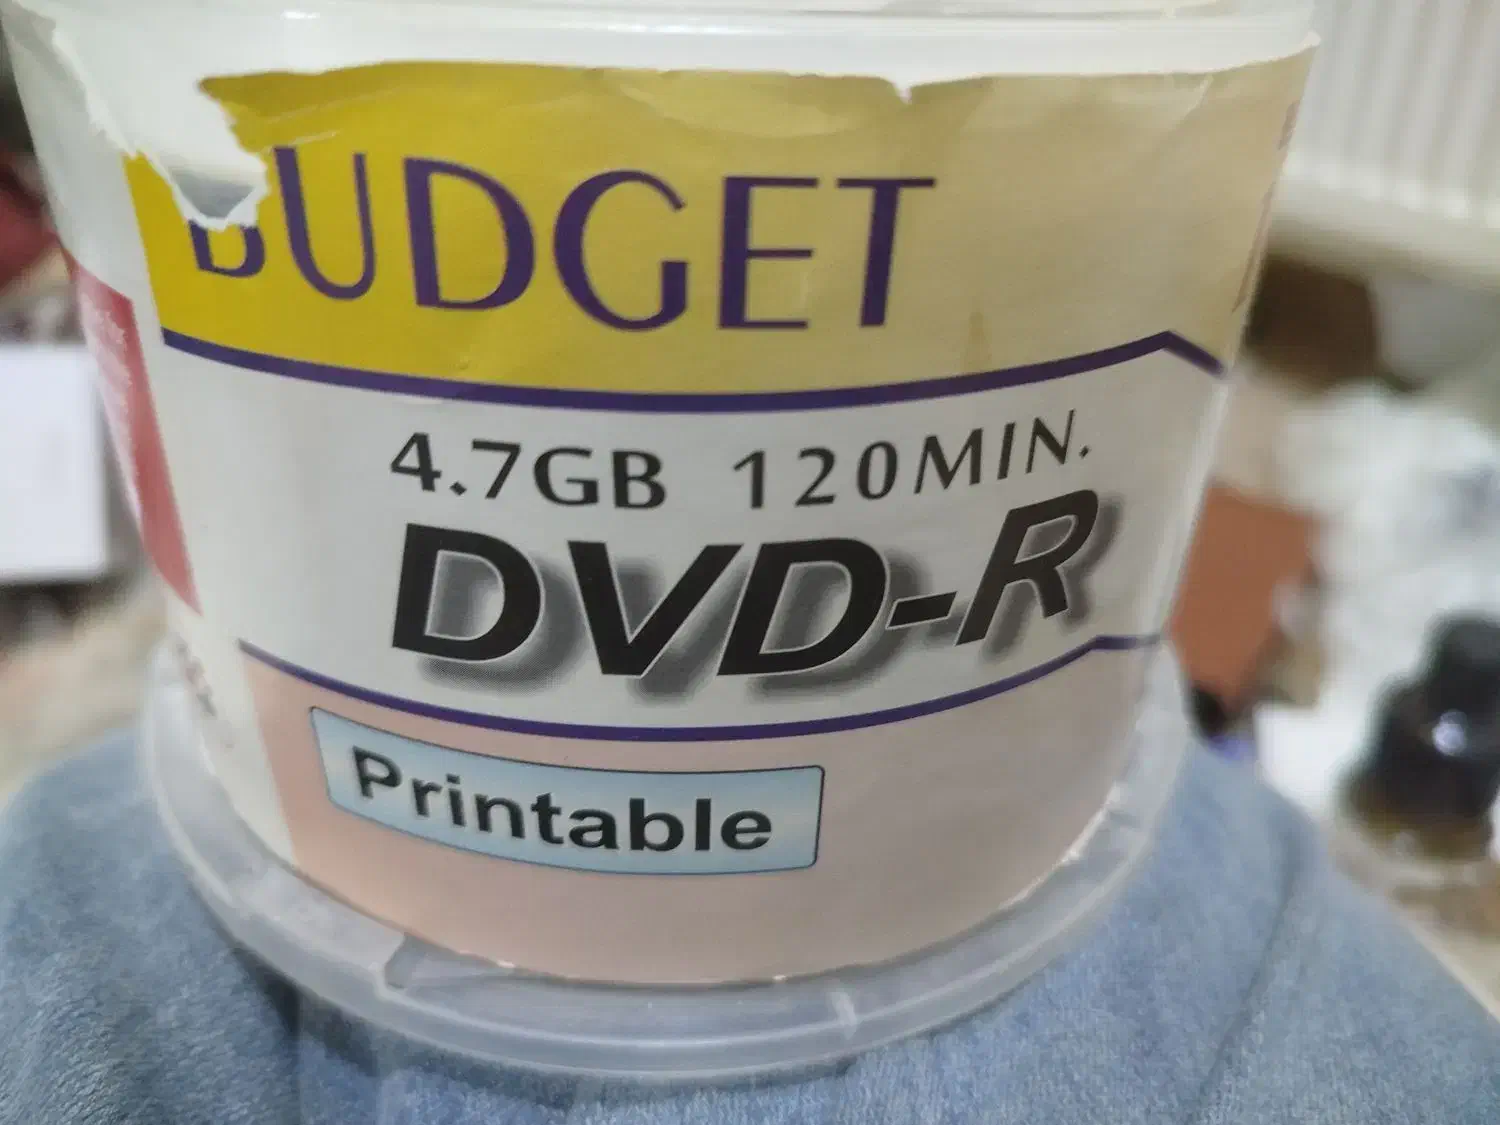 BUDGET
4.7GB 120MIN.
DVD-R
Printable